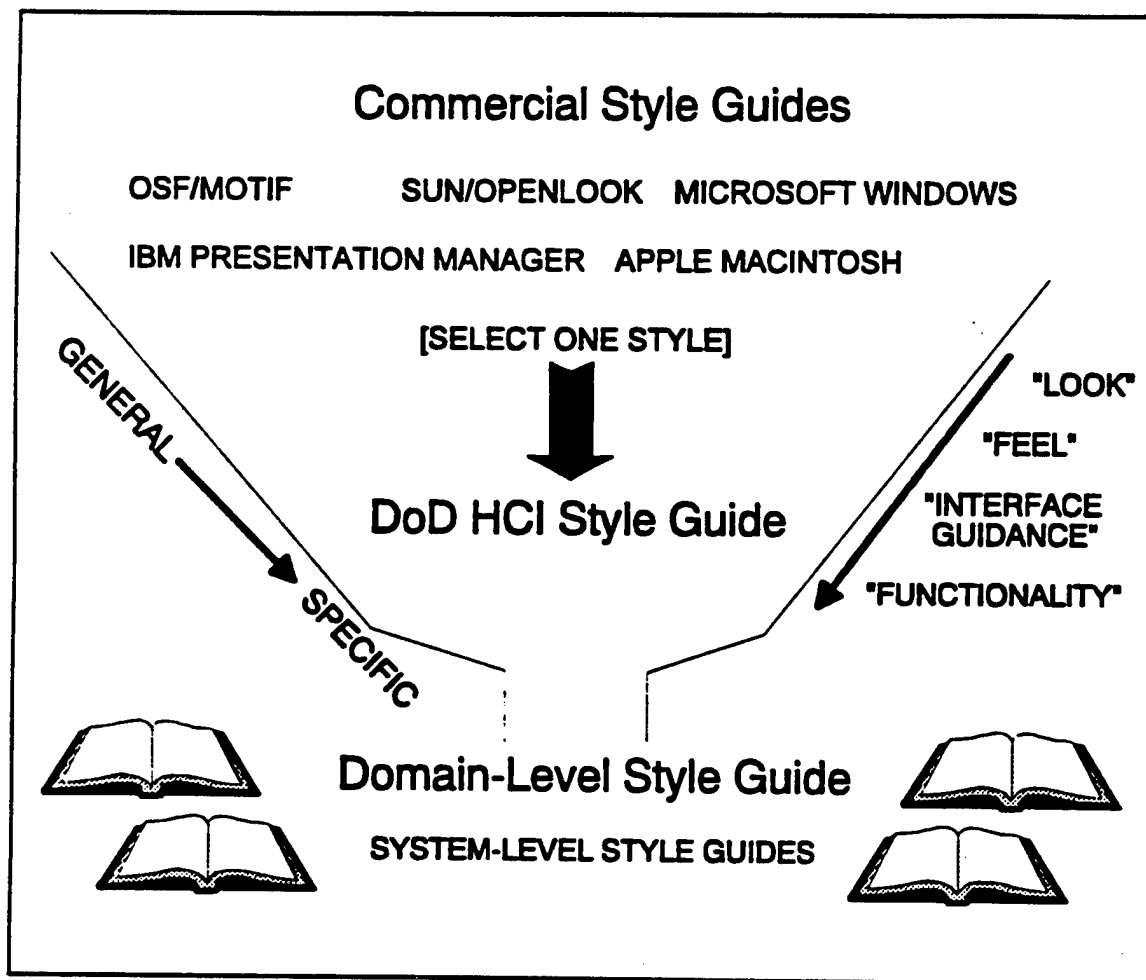 Commercial Style Guides
OSF/MOTIF SUN/OPENLOOK MICROSOFT WINDOWS
IBM PRESENTATION MANAGER APPLE MACINTOSH
[SELECT ONE STYLE]
GENERAL
SPECIFIC
"LOOK"
"FEEL"
"INTERFACE
GUIDANCE"
"FUNCTIONALITY"
DoD HCI Style Guide
Domain-Level Style Guide
SYSTEM-LEVEL STYLE GUIDES